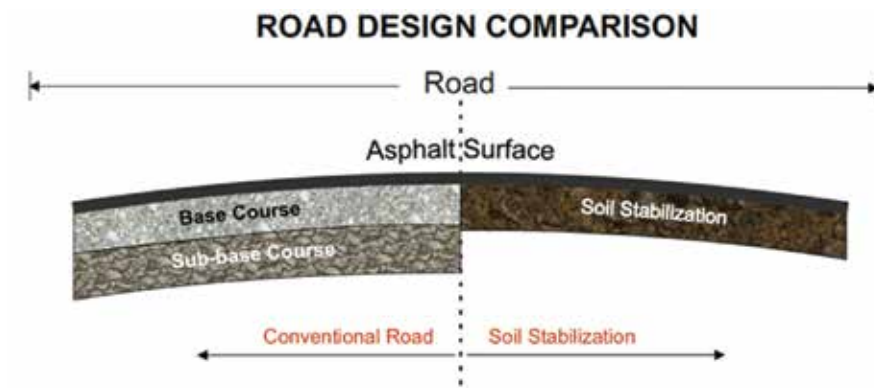 ROAD DESIGN COMPARISON
Road
Asphalt Surface
Base Course
Soil Stabilization
Sub-base Course
Conventional Road
Soil Stabilization